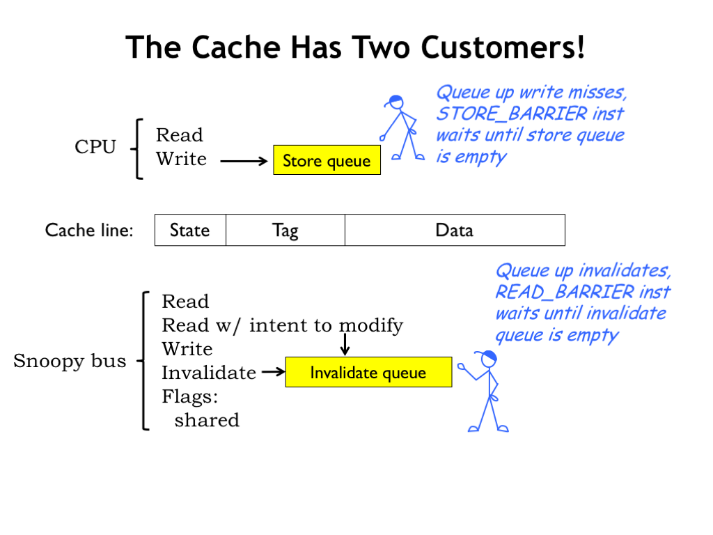 The Cache Has Two Customers!
Queue up write misses,
STORE_BARRIER inst
waits until store queue
is empty
CPU
Read
Write
Store queue
Cache line:
State
Tag
Data
Queue up invalidates,
READ_BARRIER inst
waits until invalidate
queue is empty
Snoopy bus
Read
Read w/ intent to modify
Write
Invalidate
Invalidate queue
Flags:
shared